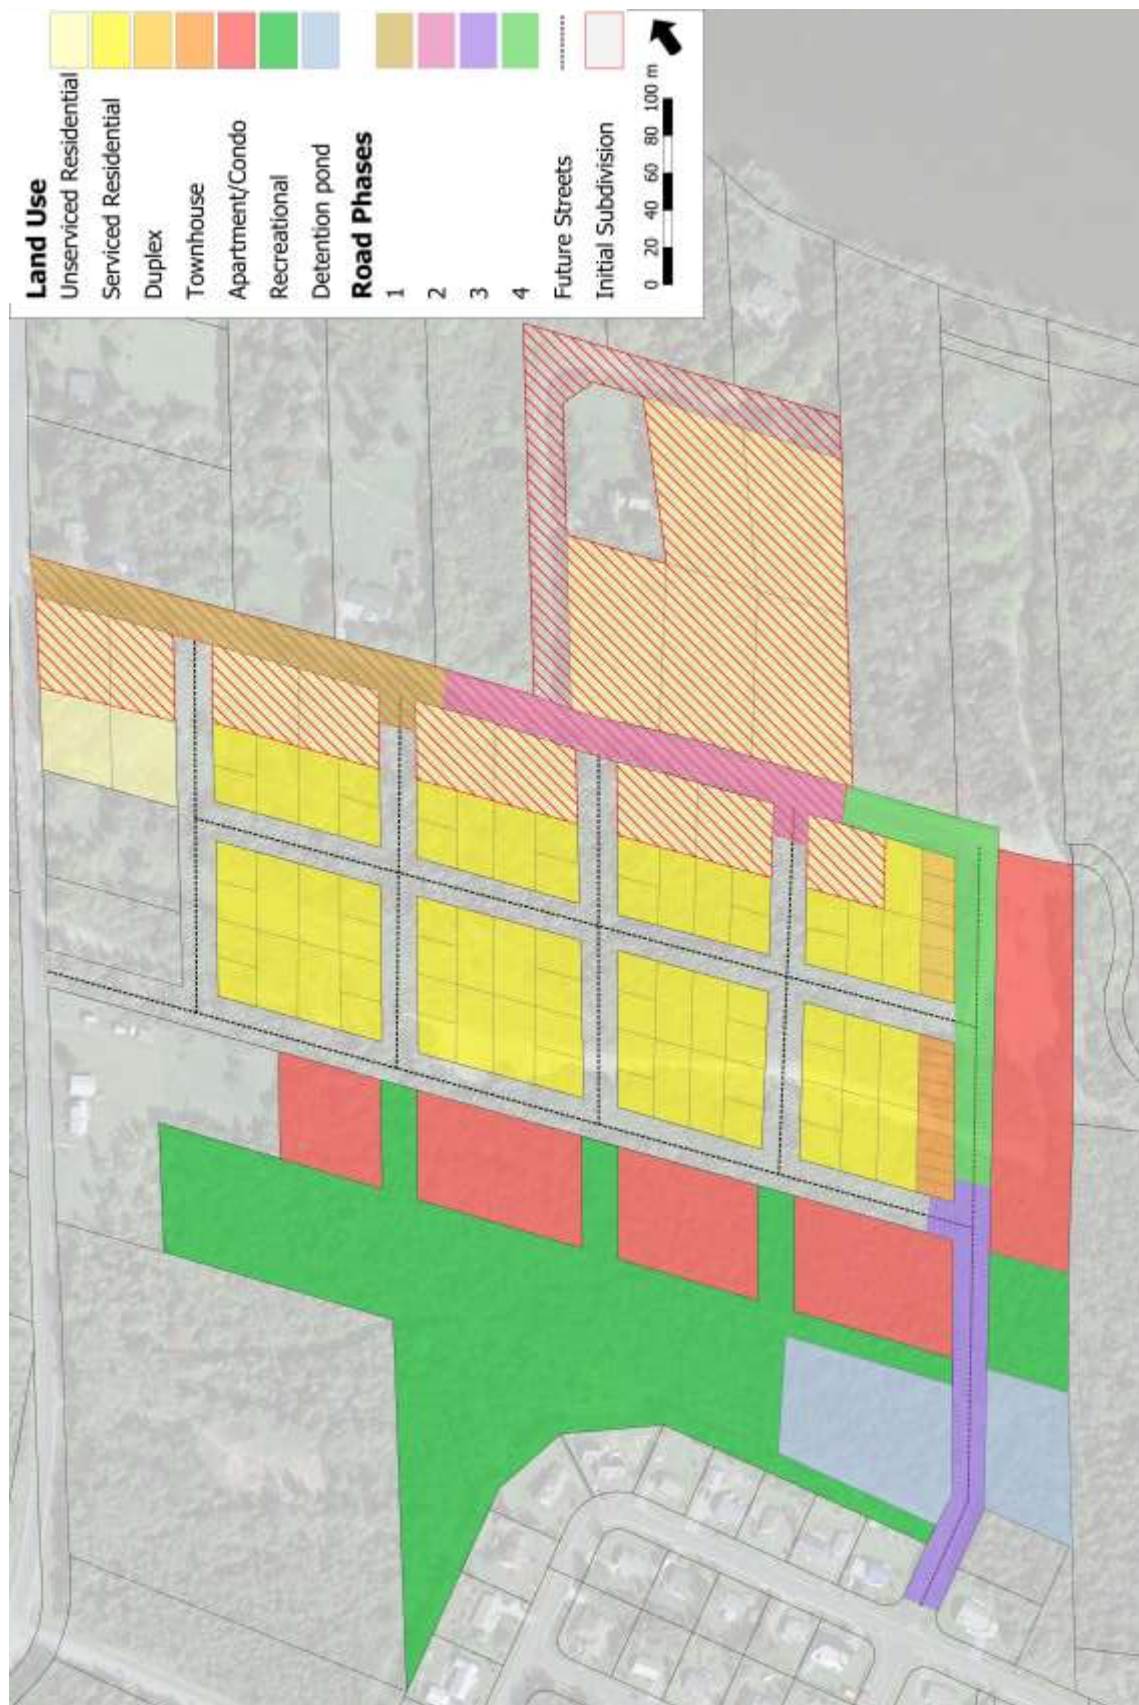 Land Use
Unserviced Residential
Serviced Residential
Duplex
Townhouse
Apartment/Condo
Recreational
Detention pond
Road Phases
1
2
3
4
Future Streets
Initial Subdivision
0 20 40 60 80 100 m